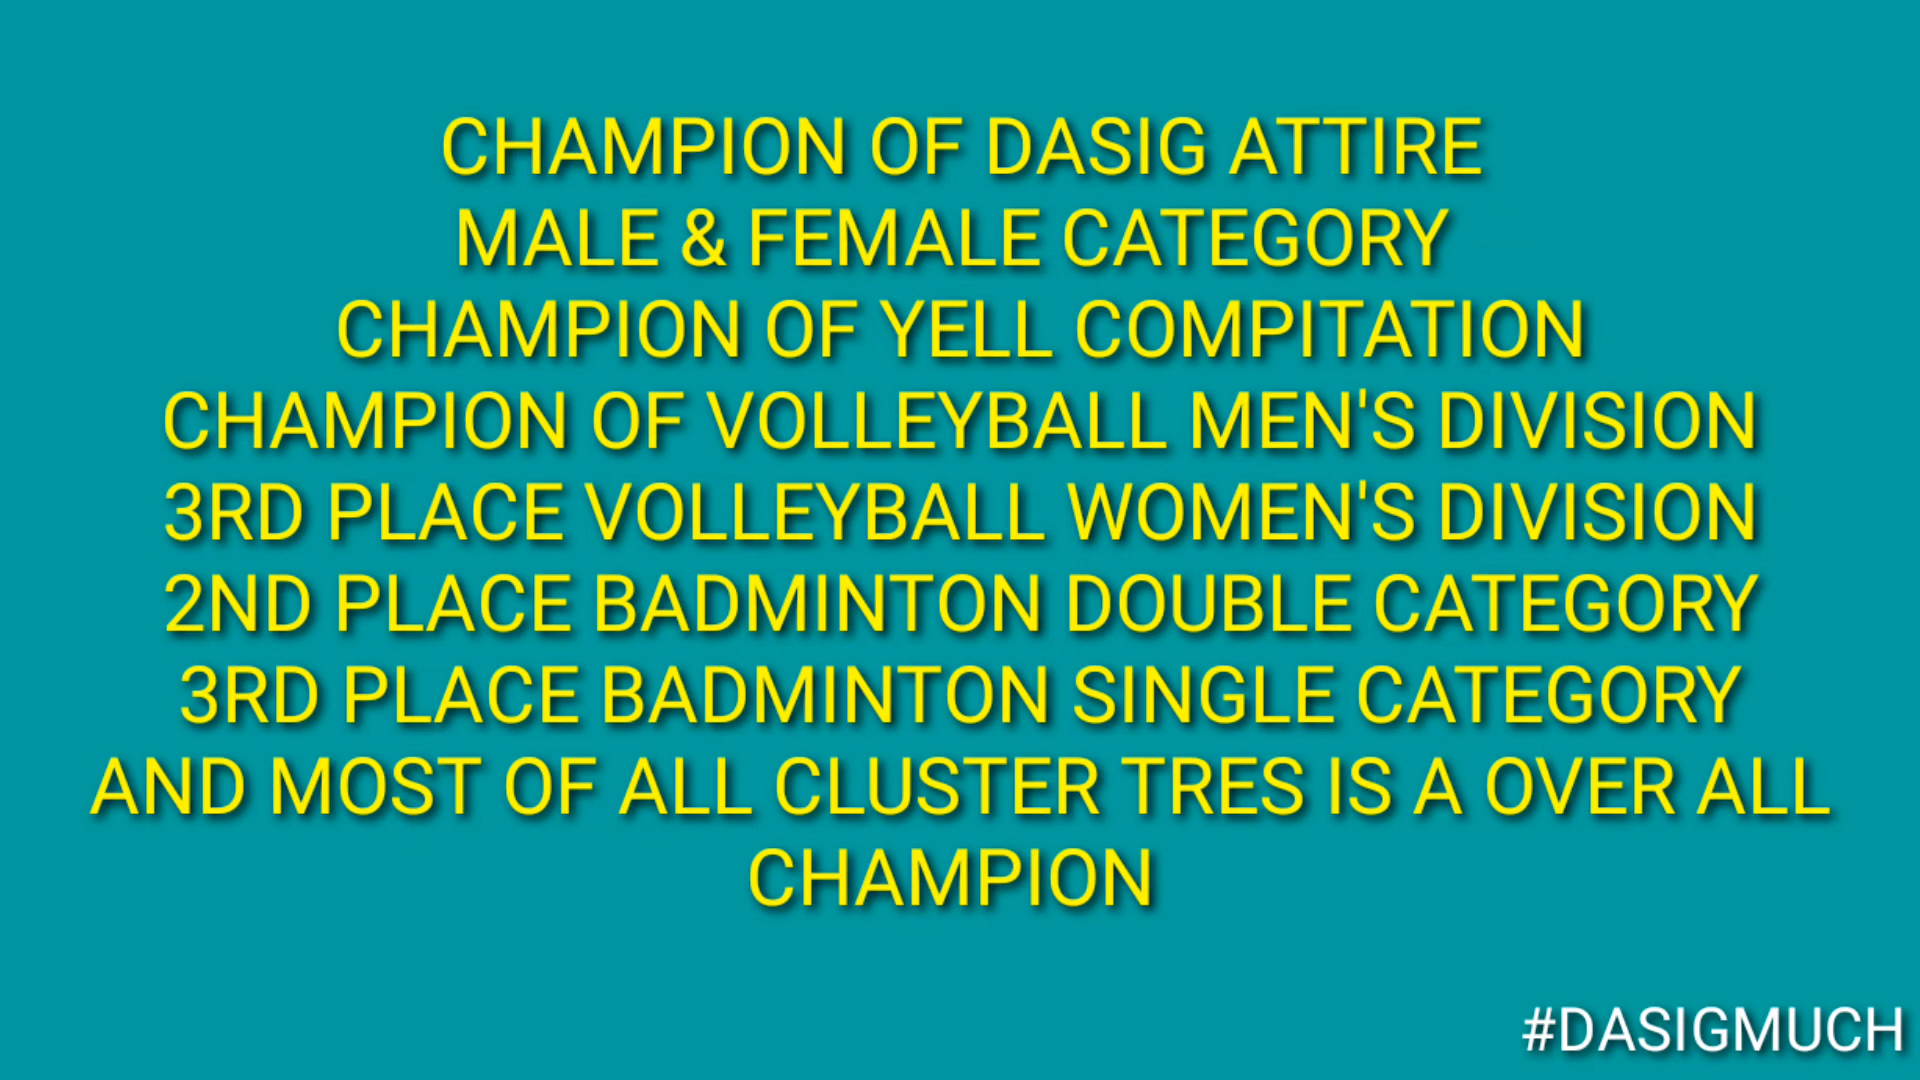 CHAMPION OF DASIG ATTIRE
MALE & FEMALE CATEGORY
CHAMPION OF YELL COMPITATION
CHAMPION OF VOLLEYBALL MEN'S DIVISION
3RD PLACE VOLLEYBALL WOMEN'S DIVISION
2ND PLACE BADMINTON DOUBLE CATEGORY
3RD PLACE BADMINTON SINGLE CATEGORY
AND MOST OF ALL CLUSTER TRES IS A OVER ALL
CHAMPION
#DASIGMUCH